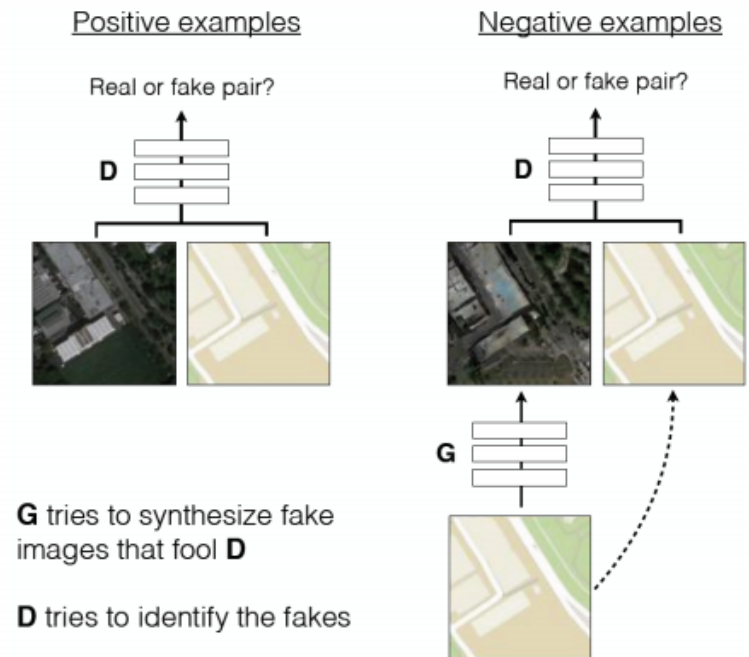 Positive examples
Real or fake pair?
D
Negative examples
Real or fake pair?
D
G
G tries to synthesize fake
images that fool D
D tries to identify the fakes